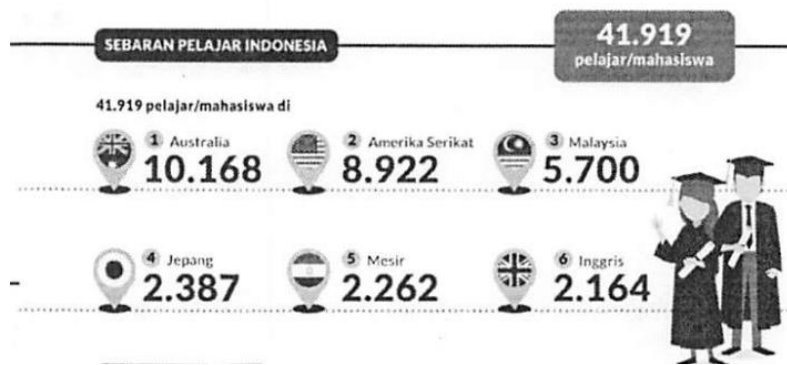 SEBARAN PELAJAR INDONESIA
41.919
pelajar/mahasiswa
41.919 pelajar/mahasiswa di
1 Australia
10.168
2 Amerika Serikat
8.922
3 Malaysia
5.700
4 Jepang
2.387
5 Mesir
2.262
6 Inggris
2.164